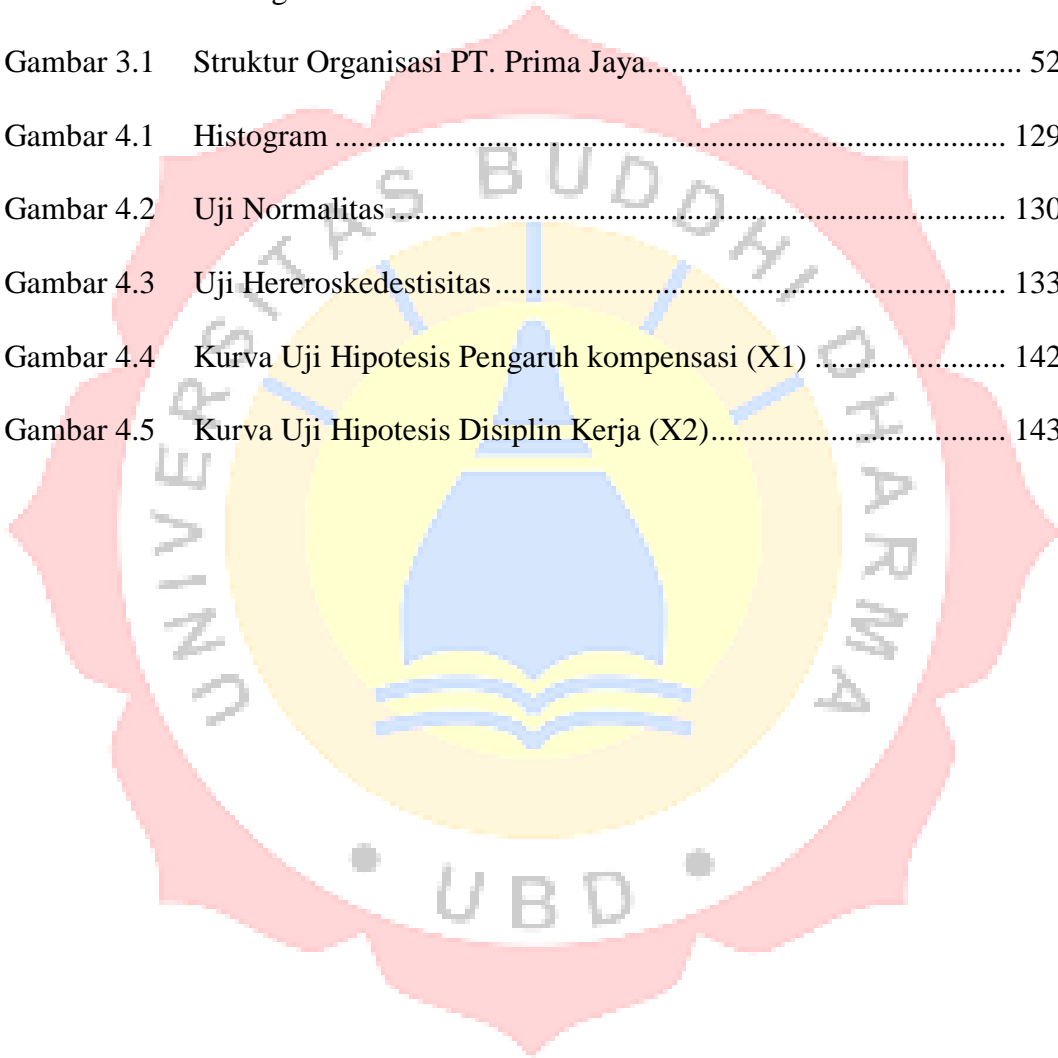 Gambar 3.1 Struktur Organisasi PT. Prima Jaya.................................................................... 52
Gambar 4.1 Histogram ......................................................................................................... 129
Gambar 4.2 Uji Normalitas .................................................................................................. 130
Gambar 4.3 Uji Hereroskedestisitas ..................................................................................... 133
Gambar 4.4 Kurva Uji Hipotesis Pengaruh kompensasi (X1) ............................... 142
Gambar 4.5 Kurva Uji Hipotesis Disiplin Kerja (X2)................................................ 143
UNIVERSITAS BUDDHI DHARMA
• UBD •